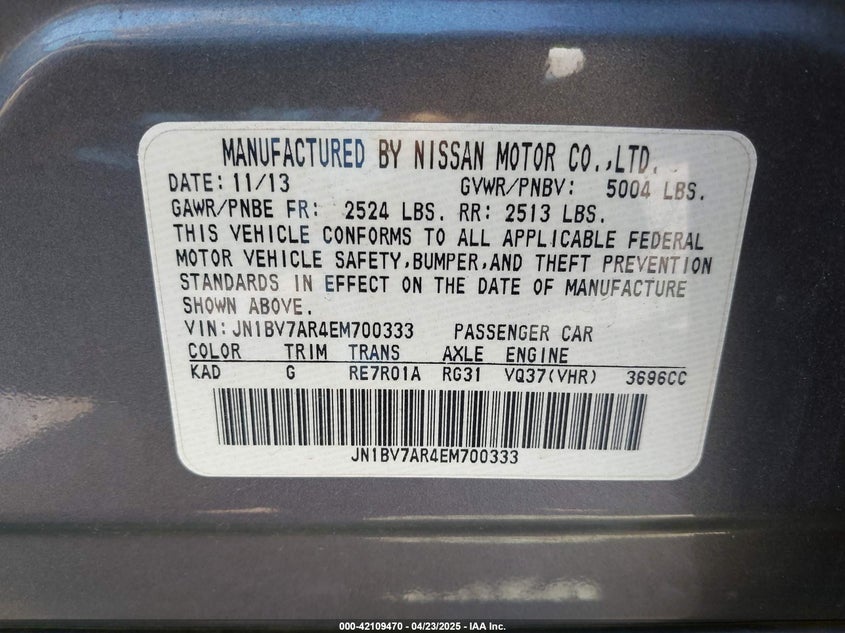 MANUFACTURED BY NISSAN MOTOR CO.,LTD.
DATE: 11/13 GVWR/PNBV: 5004 LBS.
GAWR/PNBE FR: 2524 LBS. RR: 2513 LBS.
THIS VEHICLE CONFORMS TO ALL APPLICABLE FEDERAL
MOTOR VEHICLE SAFETY,BUMPER,AND THEFT PREVENTION
STANDARDS IN EFFECT ON THE DATE OF MANUFACTURE
SHOWN ABOVE.
VIN: JN1BV7AR4EM700333 PASSENGER CAR
COLOR TRIM TRANS AXLE ENGINE
KAD G RE7R01A RG31 VQ37(VHR) 3696CC
JN1BV7AR4EM700333
000-42109470 - 04/23/2025 - IAA Inc.